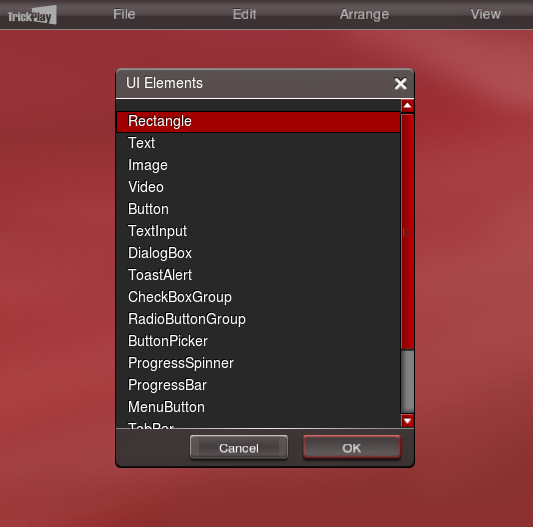 TrickPlay File Edit Arrange View
UI Elements
Rectangle
Text
Image
Video
Button
TextInput
DialogBox
ToastAlert
CheckBoxGroup
RadioButtonGroup
ButtonPicker
ProgressSpinner
ProgressBar
MenuButton
TabBar
Cancel OK